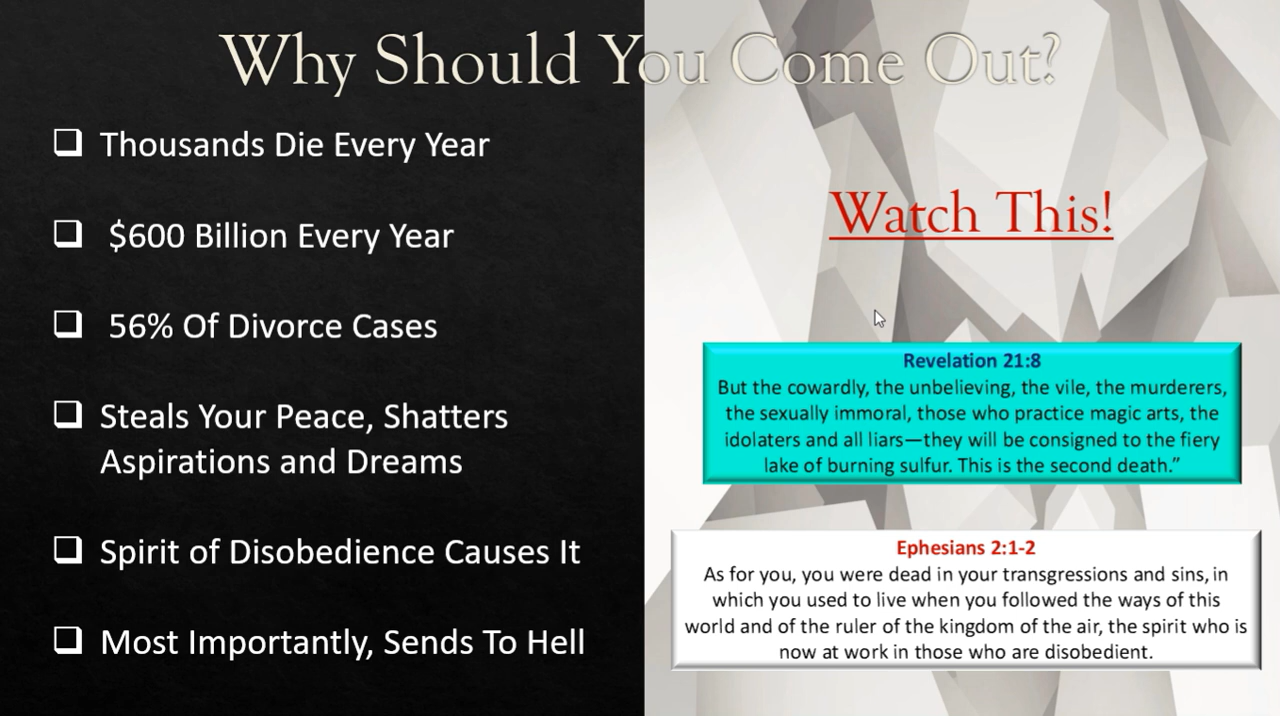 Why Should You Come Out?
Thousands Die Every Year
$600 Billion Every Year
56% Of Divorce Cases
Steals Your Peace, Shatters
Aspirations and Dreams
Spirit of Disobedience Causes It
Most Importantly, Sends To Hell
Watch This!
Revelation 21:8
But the cowardly, the unbelieving, the vile, the murderers,
the sexually immoral, those who practice magic arts, the
idolaters and all liars—they will be consigned to the fiery
lake of burning sulfur. This is the second death.”
Ephesians 2:1-2
As for you, you were dead in your transgressions and sins, in
which you used to live when you followed the ways of this
world and of the ruler of the kingdom of the air, the spirit who is
now at work in those who are disobedient.